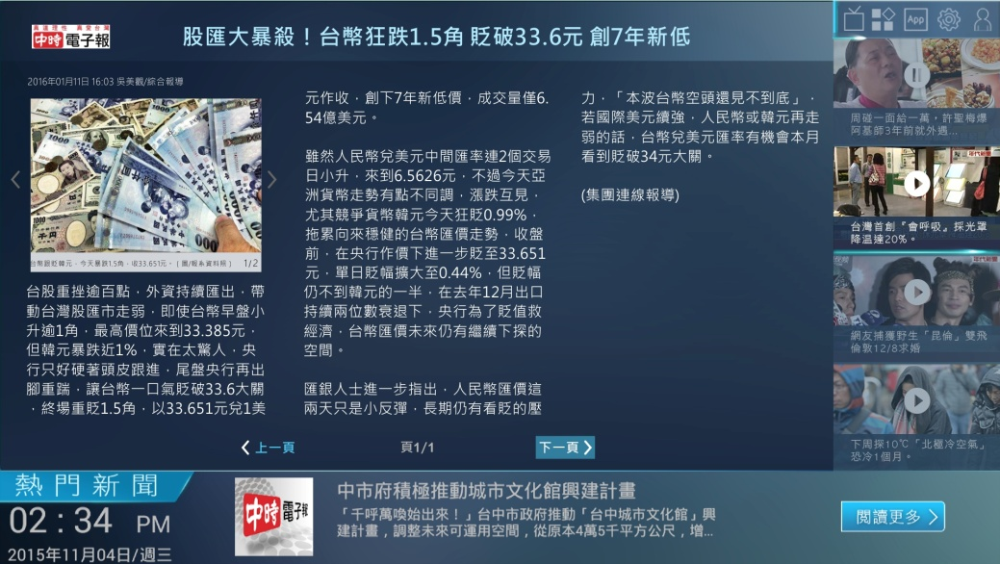 真道理性 真愛台灣
中時電子報
股匯大暴殺！台幣狂跌1.5角 貶破33.6元 創7年新低
App
2016年01月11日 16:03 吳美觀/綜合報導
台幣跟貶韓元，今天暴跌1.5角，收33.651元。（圖/報系資料照） 1/2
台股重挫逾百點，外資持續匯出，帶
動台灣股匯市走弱，即使台幣早盤小
升逾1角，最高價位來到33.385元，
但韓元暴跌近1%，實在太驚人，央
行只好硬著頭皮跟進，尾盤央行再出
腳重踹，讓台幣一口氣貶破33.6大關
，終場重貶1.5角，以33.651元兌1美
元作收，創下7年新低價，成交量僅6.
54億美元。
雖然人民幣兌美元中間匯率連2個交易
日小升，來到6.5626元，不過今天亞
洲貨幣走勢有點不同調，漲跌互見，
尤其競爭貨幣韓元今天狂貶0.99%，
拖累向來穩健的台幣匯價走勢，收盤
前，在央行作價下進一步貶至33.651
元，單日貶幅擴大至0.44%，但貶幅
仍不到韓元的一半，在去年12月出口
持續兩位數衰退下，央行為了貶值救
經濟，台幣匯價未來仍有繼續下探的
空間。
匯銀人士進一步指出，人民幣匯價這
兩天只是小反彈，長期仍有看貶的壓
力，「本波台幣空頭還見不到底」，
若國際美元續強，人民幣或韓元再走
弱的話，台幣兌美元匯率有機會本月
看到貶破34元大關。
(集團連線報導)
上一頁
頁1/1
下一頁
周碰一面給一萬，許聖梅爆
阿基師3年前就外遇...
年代新聞
台灣首創『會呼吸』採光罩
降溫達20%。
年代新聞
網友捕獲野生「昆倫」雙飛
倫敦12/8求婚
下周探10℃「北極冷空氣」
恐冷1個月。
熱門新聞
02：34 PM
2015年11月04日/週三
中時電子報
中市府積極推動城市文化館興建計畫
「千呼萬喚始出來！」台中市政府推動「台中城市文化館」興
建計畫，調整未來可運用空間，從原本4萬5千平方公尺，增...
閱讀更多